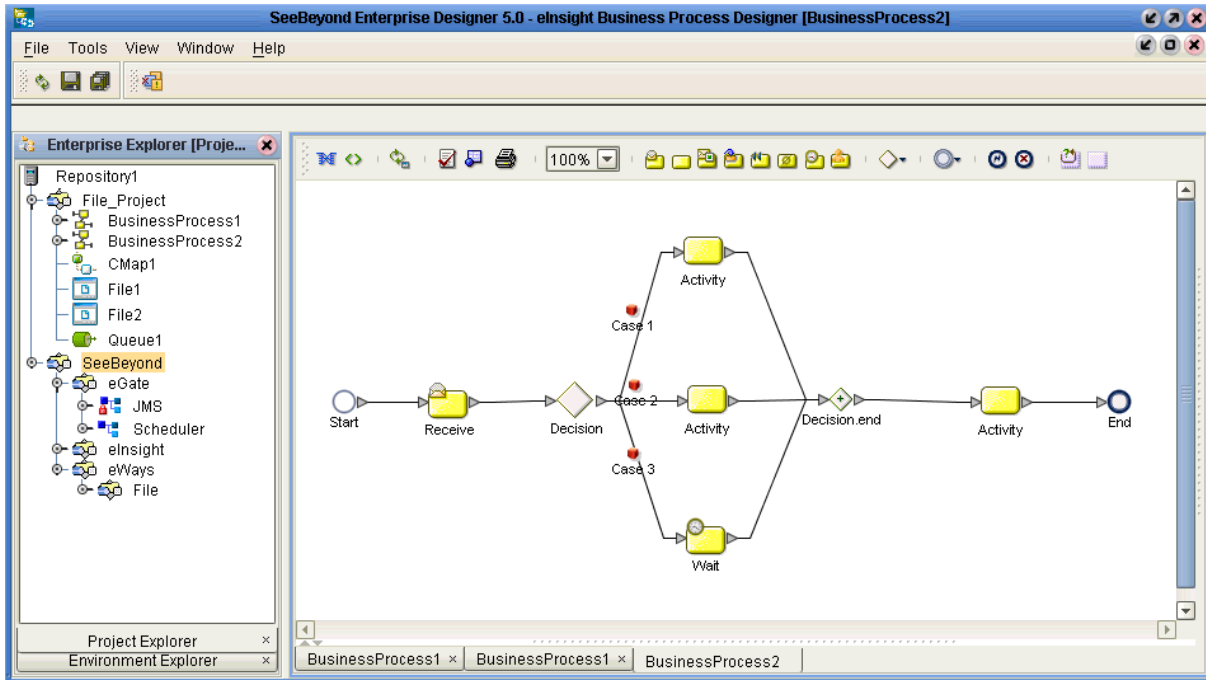 SeeBeyond Enterprise Designer 5.0 - eInsight Business Process Designer [BusinessProcess2]
File Tools View Window Help
Enterprise Explorer [Proje...
100%
Repository1
File_Project
BusinessProcess1
BusinessProcess2
CMap1
File1
File2
Queue1
SeeBeyond
eGate
JMS
Scheduler
eInsight
eWays
File
Activity
Case 1
Start
Receive
Decision
Case 2
Activity
Decision.end
Activity
End
Case 3
Wait
Project Explorer
Environment Explorer
BusinessProcess1 BusinessProcess1 BusinessProcess2